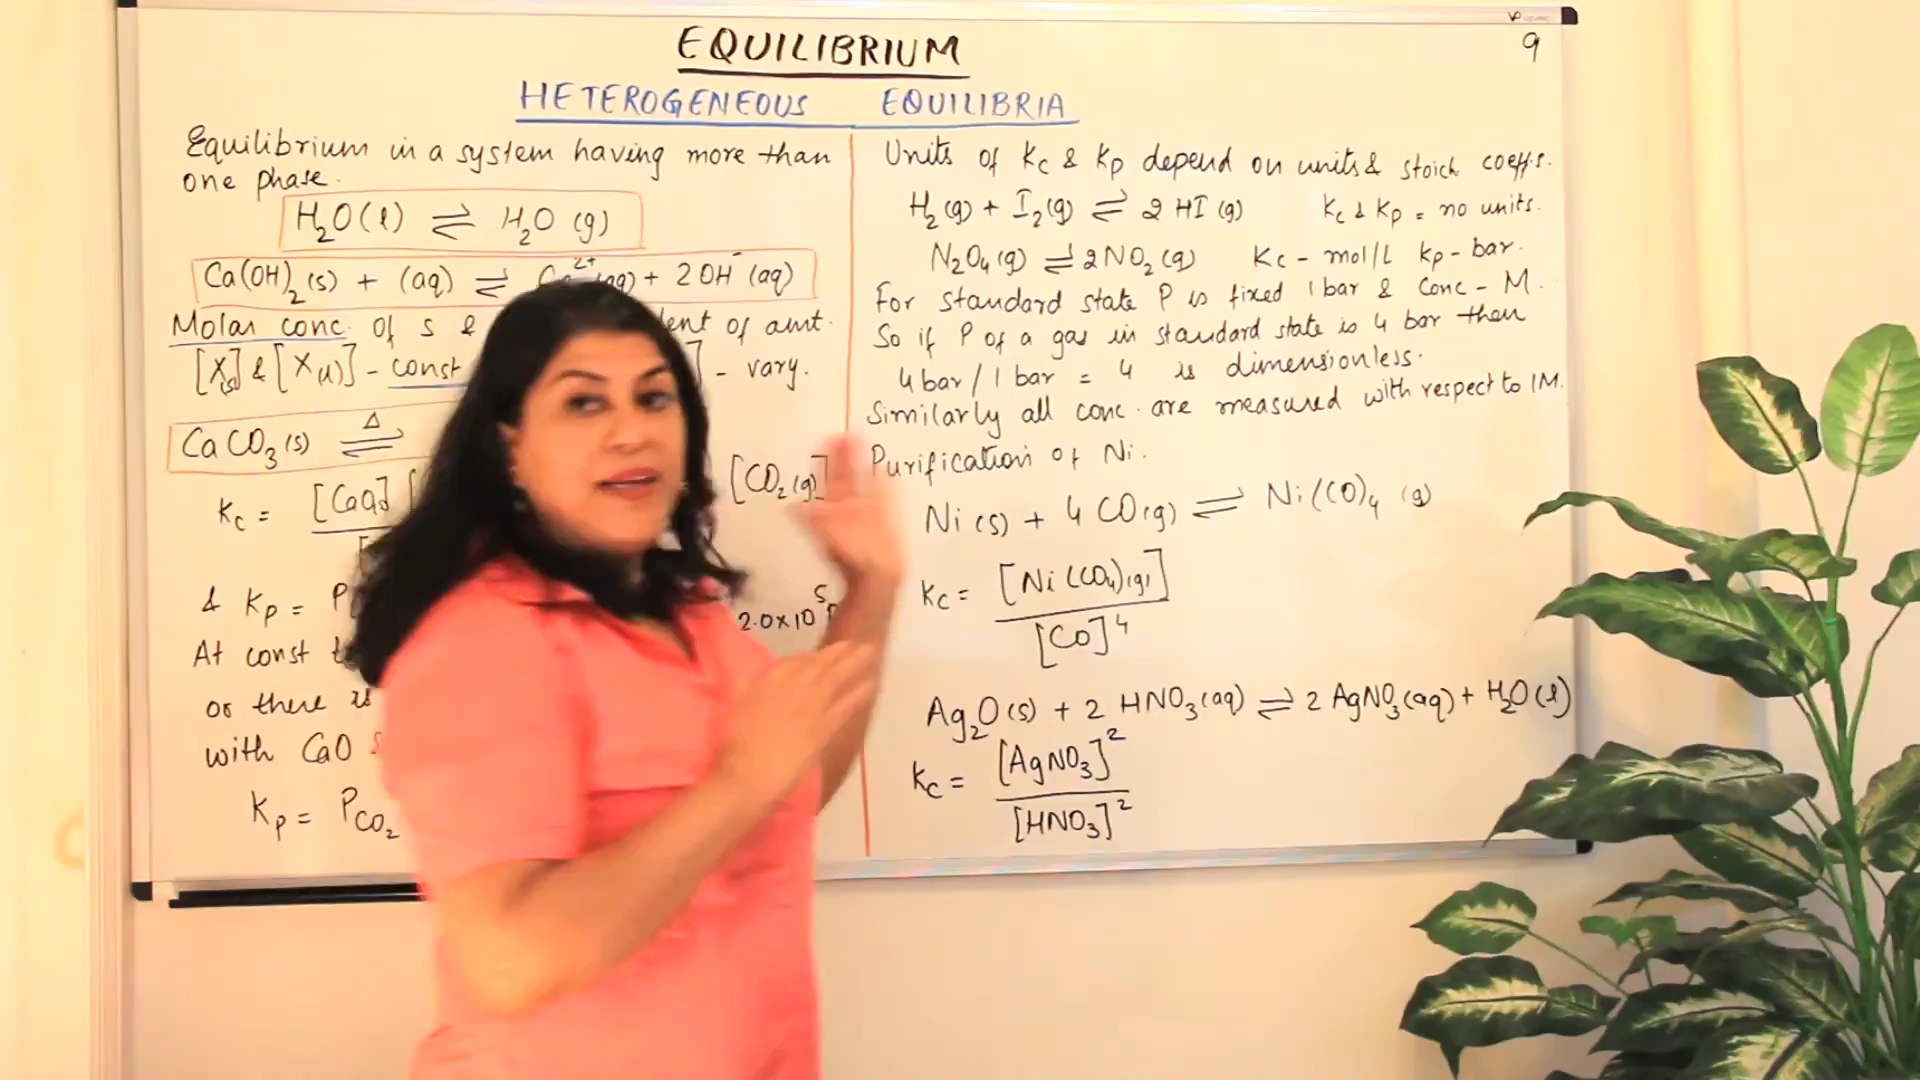 EQUILIBRIUM
9
HETEROGENEOUS EQUILIBRIA
Equilibrium in a system having more than
one phase.
H₂O(l) ⇌ H₂O (g)
Ca(OH)₂(s) + (aq) ⇌ ²⁺(aq) + 2OH⁻(aq)
Molar conc. of s & of amt.
[X(s)] & [X(l)] - const - vary.
CaCO₃(s) ⇌ Δ
Kc = [CO₂(g)]
& Kp = P
2.0 × 10⁵
At const
or there is
with CaO
Kp = P CO₂
Units of Kc & Kp depend on units & stoich coeffs.
H₂(g) + I₂(g) ⇌ 2 HI (g) Kc & Kp = no units.
N₂O₄(g) ⇌ 2NO₂(g) Kc - mol/L Kp - bar.
For standard state P is fixed 1 bar & conc - M.
So if P of a gas in standard state is 4 bar then
4 bar / 1 bar = 4 is dimensionless.
Similarly all conc. are measured with respect to 1M.
Purification of Ni.
Ni (s) + 4 CO(g) ⇌ Ni(CO)₄ (g)
Kc = [Ni(CO₄)(g)] / [CO]⁴
Ag₂O(s) + 2 HNO₃(aq) ⇌ 2 AgNO₃(aq) + H₂O(l)
Kc = [AgNO₃]² / [HNO₃]²